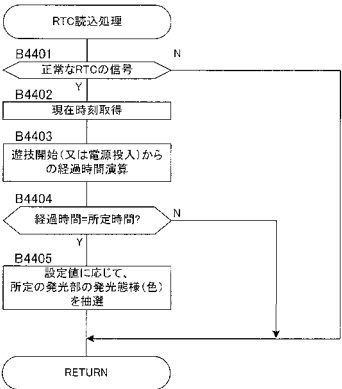 RTC読込処理
B4401
正常なRTCの信号
N
Y
B4402
現在時刻取得
B4403
遊技開始(又は電源投入)から
の経過時間演算
B4404
経過時間=所定時間?
N
Y
B4405
設定値に応じて、
所定の発光部の発光態様(色)
を抽選
RETURN